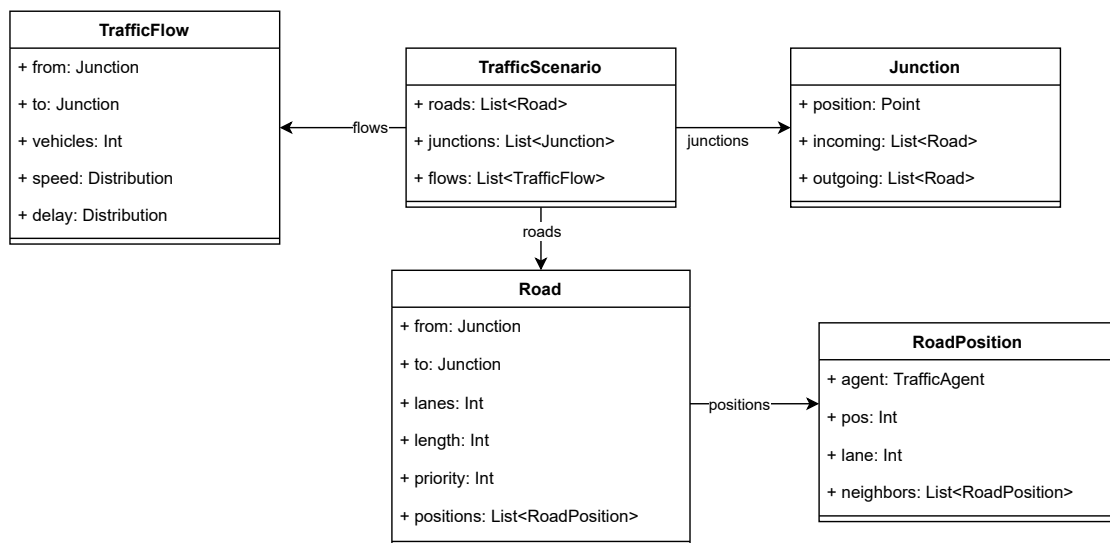 TrafficFlow
+ from: Junction
+ to: Junction
+ vehicles: Int
+ speed: Distribution
+ delay: Distribution
flows
TrafficScenario
+ roads: List<Road>
+ junctions: List<Junction>
+ flows: List<TrafficFlow>
junctions
Junction
+ position: Point
+ incoming: List<Road>
+ outgoing: List<Road>
roads
Road
+ from: Junction
+ to: Junction
+ lanes: Int
+ length: Int
+ priority: Int
+ positions: List<RoadPosition>
positions
RoadPosition
+ agent: TrafficAgent
+ pos: Int
+ lane: Int
+ neighbors: List<RoadPosition>